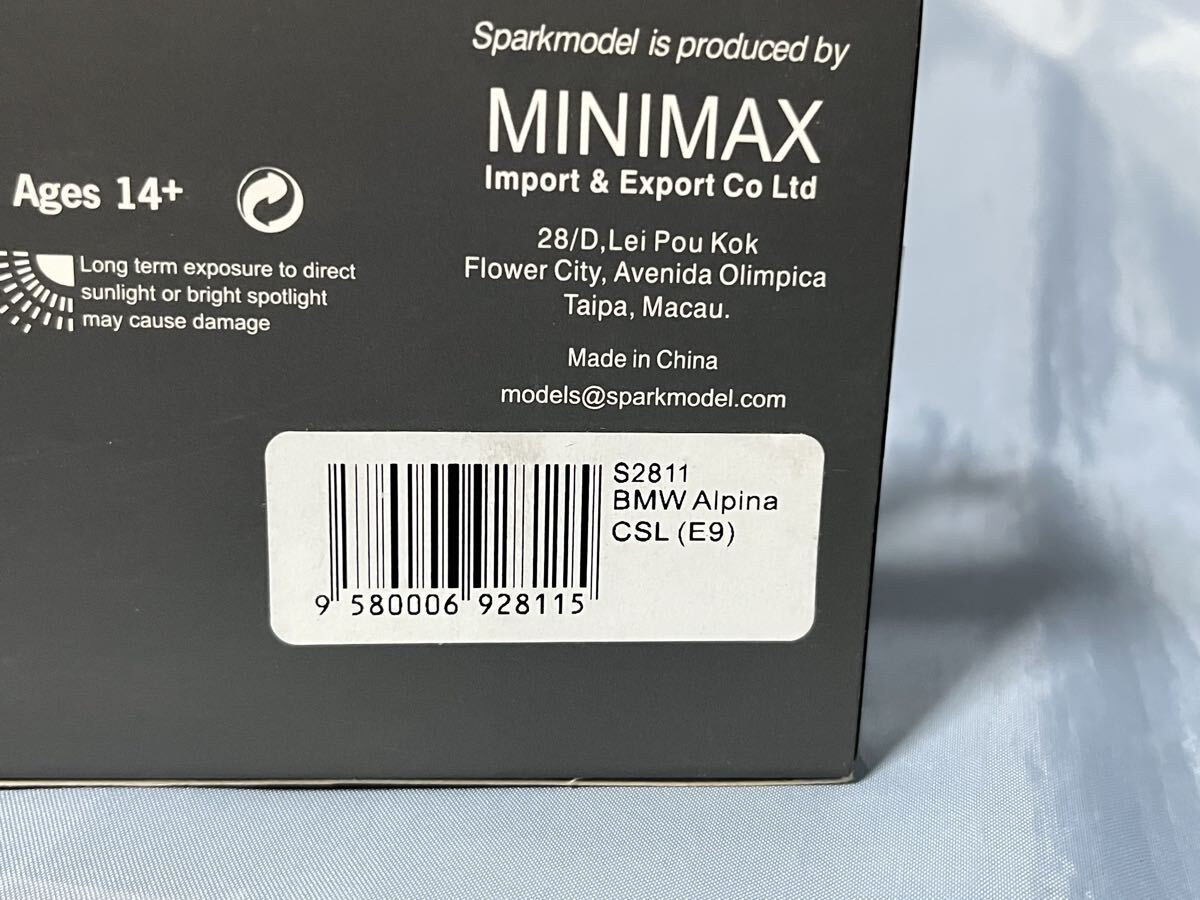 Sparkmodel is produced by
MINIMAX
Import & Export Co Ltd
28/D,Lei Pou Kok
Flower City, Avenida Olimpica
Taipa, Macau.
Made in China
models@sparkmodel.com
Ages 14+
Long term exposure to direct
sunlight or bright spotlight
may cause damage
S2811
BMW Alpina
CSL (E9)
9 580006 928115